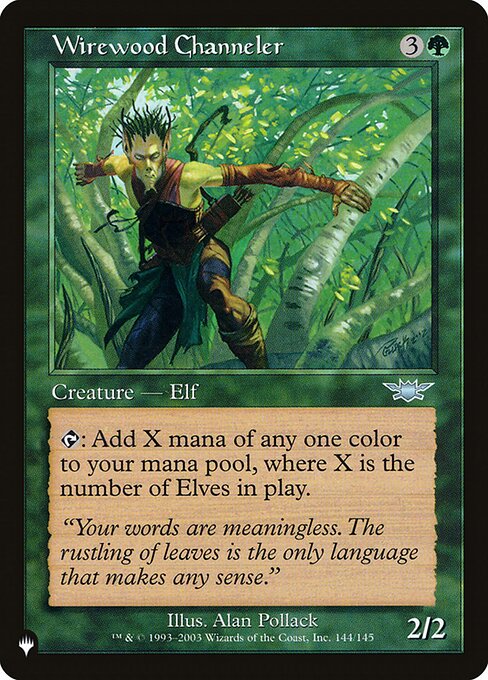 Wirewood Channeler 3
Creature — Elf
: Add X mana of any one color
to your mana pool, where X is the
number of Elves in play.
“Your words are meaningless. The
rustling of leaves is the only language
that makes any sense.”
Illus. Alan Pollack
™ & © 1993–2003 Wizards of the Coast, Inc. 144/145
2/2